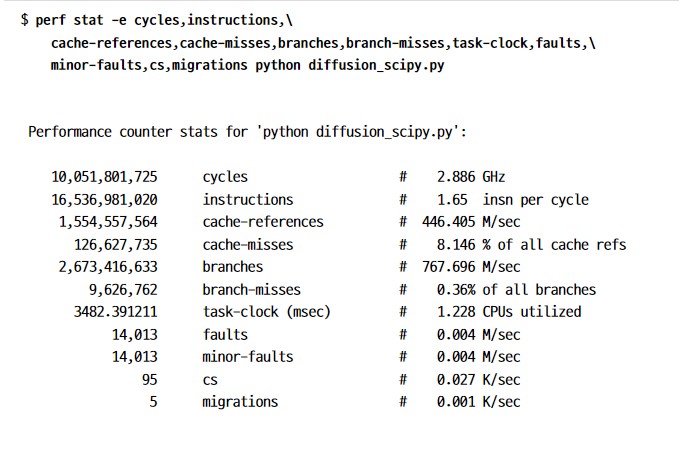 $ perf stat -e cycles,instructions,\
cache-references,cache-misses,branches,branch-misses,task-clock,faults,\
minor-faults,cs,migrations python diffusion_scipy.py
Performance counter stats for 'python diffusion_scipy.py':
10,051,801,725 cycles # 2.886 GHz
16,536,981,020 instructions # 1.65 insn per cycle
1,554,557,564 cache-references # 446.405 M/sec
126,627,735 cache-misses # 8.146 % of all cache refs
2,673,416,633 branches # 767.696 M/sec
9,626,762 branch-misses # 0.36% of all branches
3482.391211 task-clock (msec) # 1.228 CPUs utilized
14,013 faults # 0.004 M/sec
14,013 minor-faults # 0.004 M/sec
95 cs # 0.027 K/sec
5 migrations # 0.001 K/sec